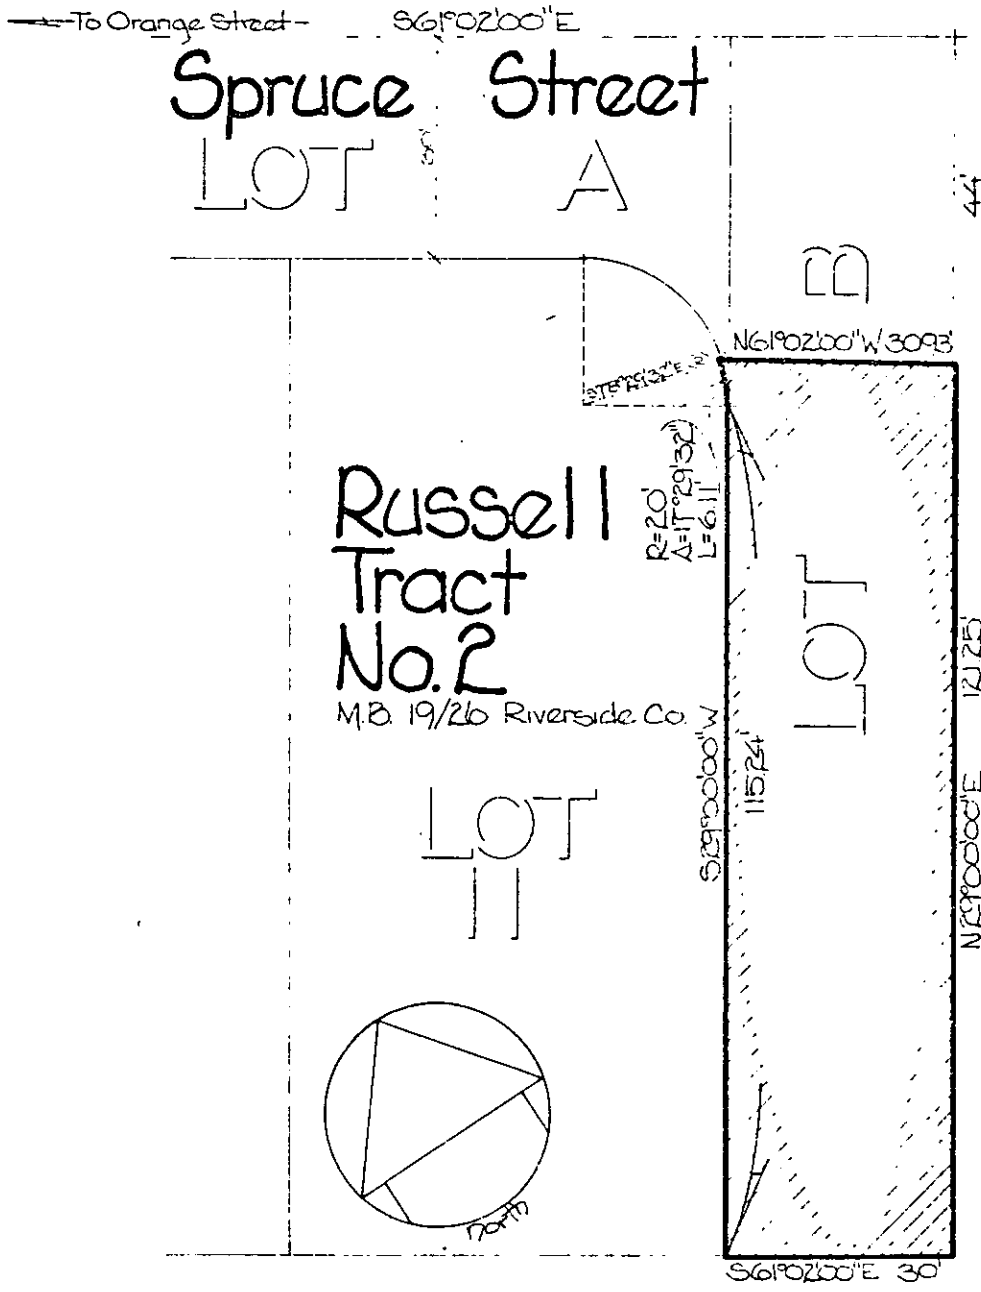 To Orange Street
S61°02'00"E
Spruce Street
LOT A
44'
B
N61°02'00"W 30.93'
R=20'
Δ=17°29'32"
L=6.11'
Russell
Tract
No. 2
M.B. 19/26 Riverside Co.
LOT
S29°00'00"W
115.24'
121.25'
N29°00'00"E
LOT
11
north
S61°02'00"E 30'